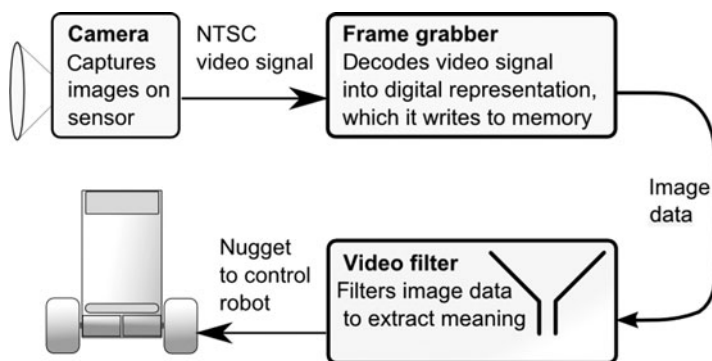 Camera
Captures
images on
sensor
NTSC
video signal
Frame grabber
Decodes video signal
into digital representation,
which it writes to memory
Image
data
Video filter
Filters image data
to extract meaning
Nugget
to control
robot